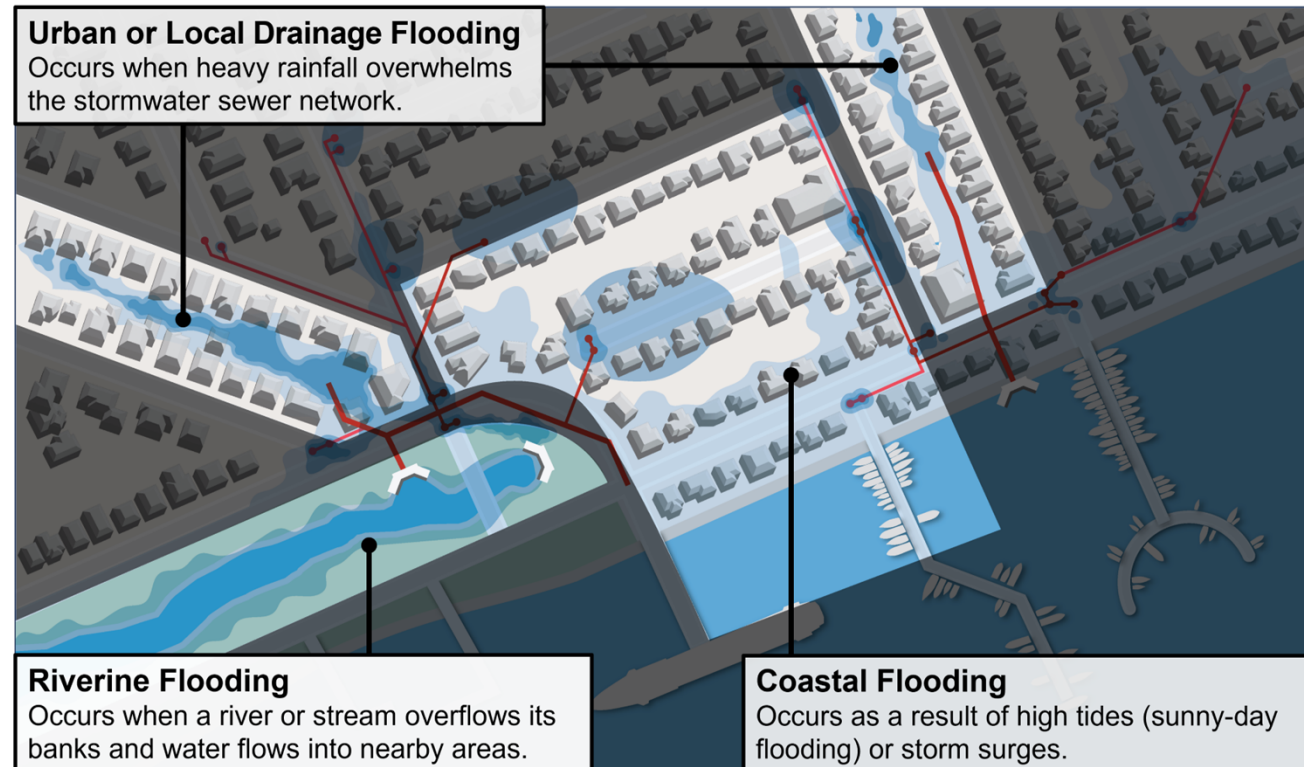 Urban or Local Drainage Flooding
Occurs when heavy rainfall overwhelms
the stormwater sewer network.
Riverine Flooding
Occurs when a river or stream overflows its
banks and water flows into nearby areas.
Coastal Flooding
Occurs as a result of high tides (sunny-day
flooding) or storm surges.